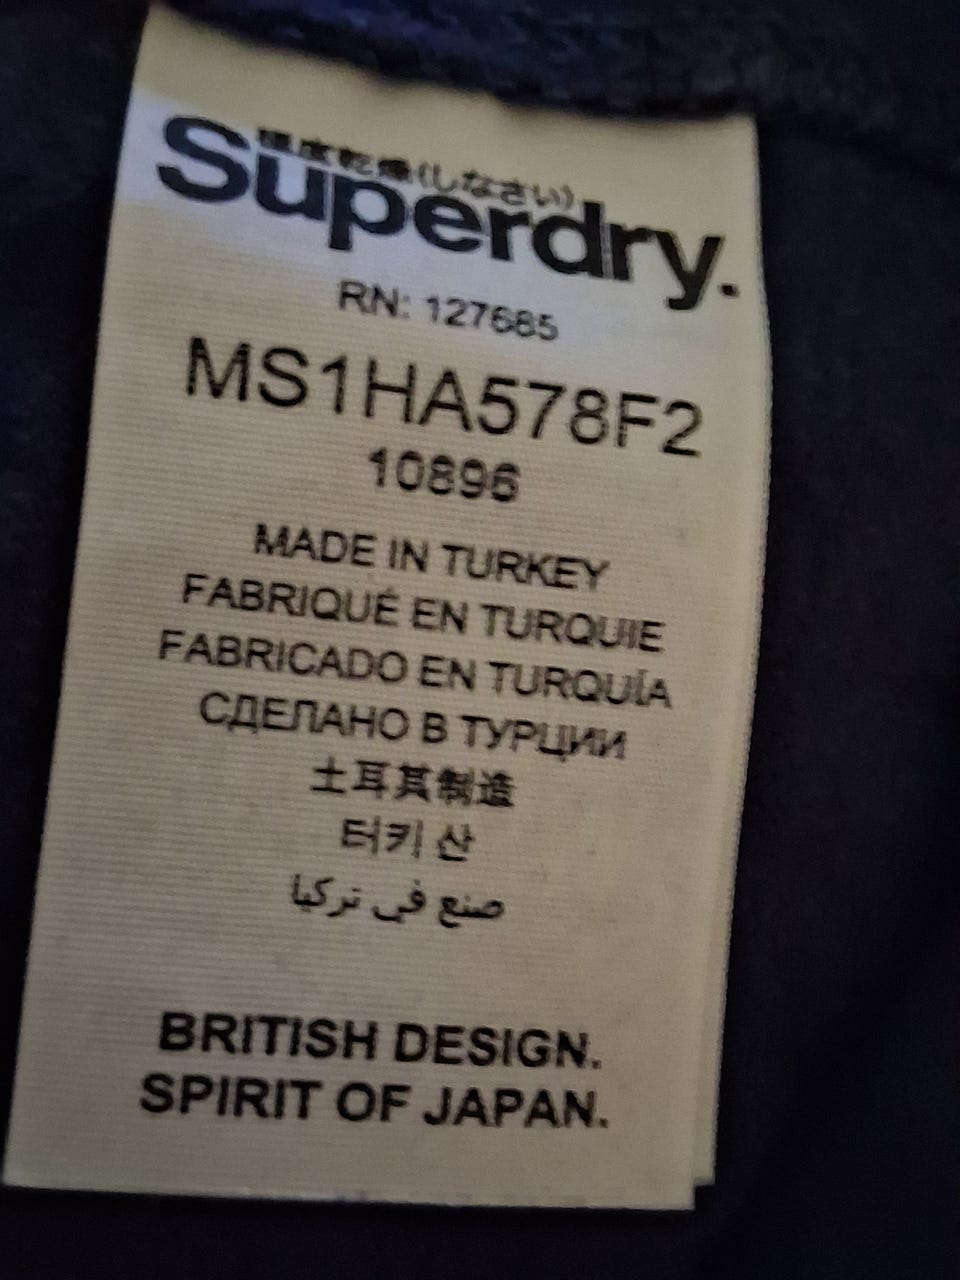 Superdry.
極度乾燥(しなさい)
RN: 127685
MS1HA578F2
10896
MADE IN TURKEY
FABRIQUÉ EN TURQUIE
FABRICADO EN TURQUÍA
СДЕЛАНО В ТУРЦИИ
土耳其制造
터키 산
صنع في تركيا
BRITISH DESIGN.
SPIRIT OF JAPAN.